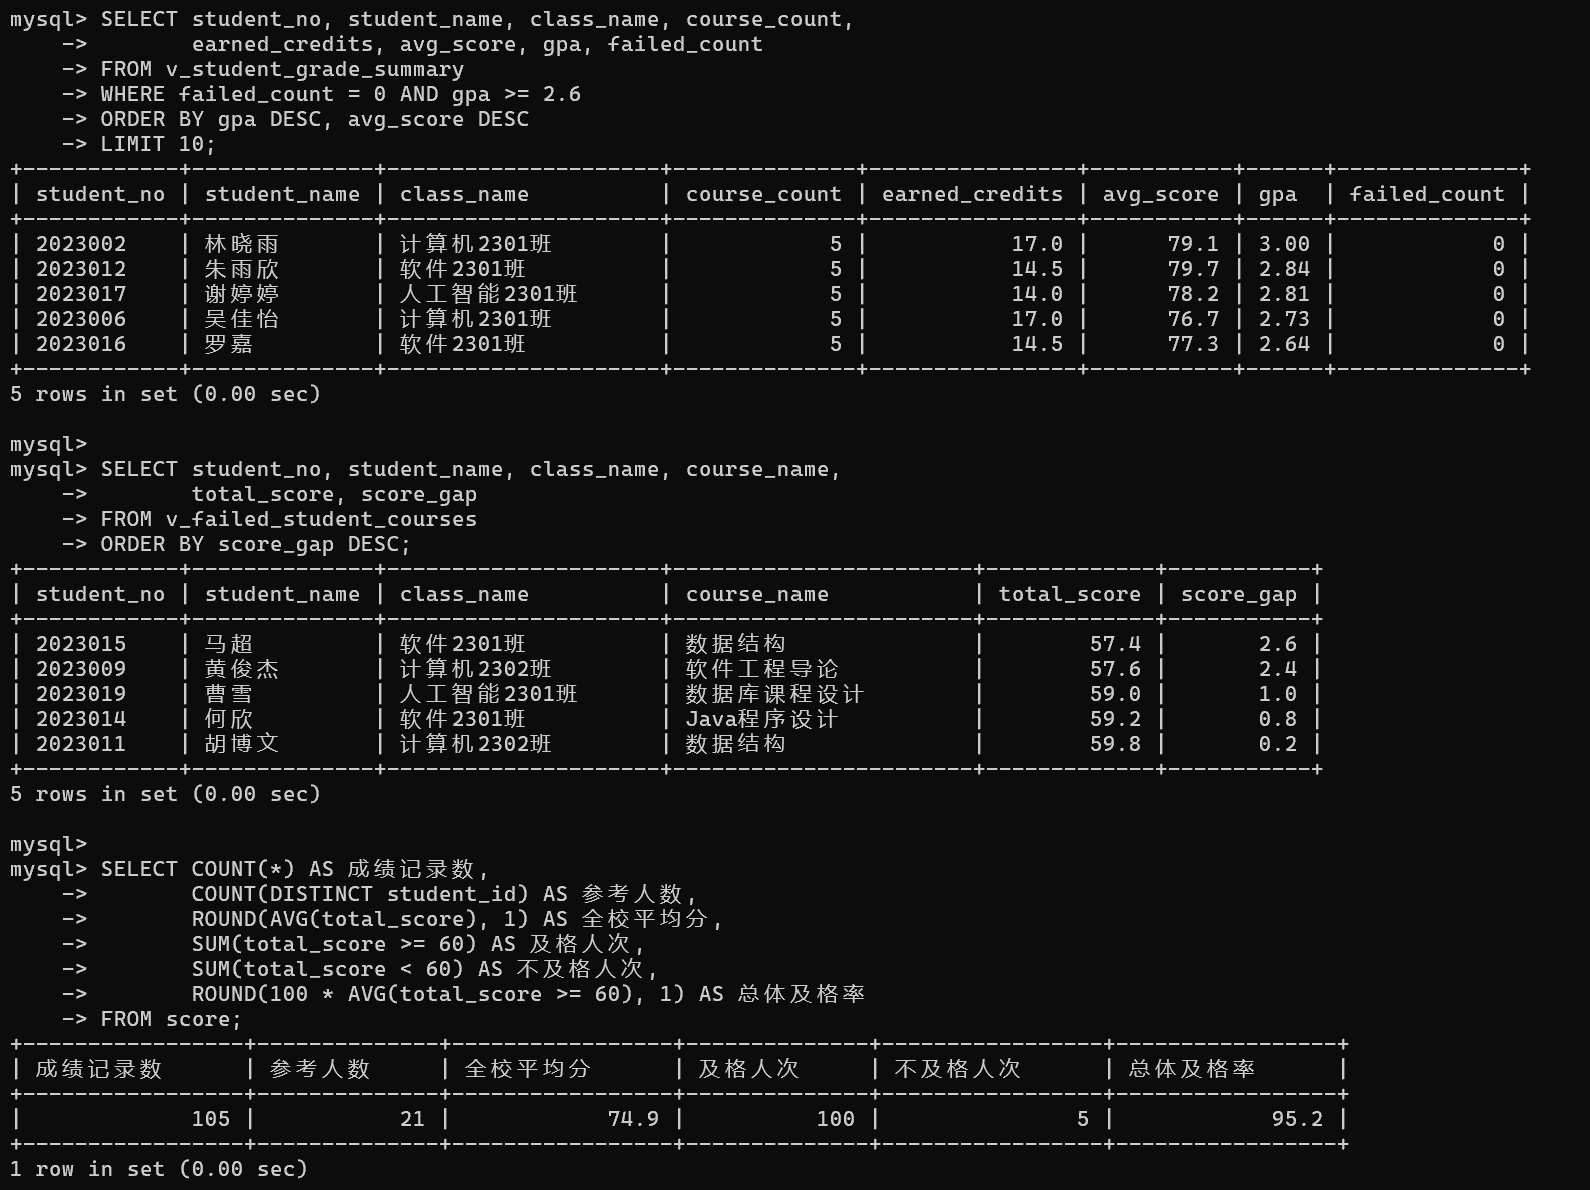 mysql> SELECT student_no, student_name, class_name, course_count,
    ->        earned_credits, avg_score, gpa, failed_count
    -> FROM v_student_grade_summary
    -> WHERE failed_count = 0 AND gpa >= 2.6
    -> ORDER BY gpa DESC, avg_score DESC
    -> LIMIT 10;
+------------+--------------+---------------------+--------------+----------------+-----------+------+--------------+
| student_no | student_name | class_name          | course_count | earned_credits | avg_score | gpa  | failed_count |
+------------+--------------+---------------------+--------------+----------------+-----------+------+--------------+
| 2023002    | 林晓雨       | 计算机2301班        |            5 |           17.0 |      79.1 | 3.00 |            0 |
| 2023012    | 朱雨欣       | 软件2301班          |            5 |           14.5 |      79.7 | 2.84 |            0 |
| 2023017    | 谢婷婷       | 人工智能2301班      |            5 |           14.0 |      78.2 | 2.81 |            0 |
| 2023006    | 吴佳怡       | 计算机2301班        |            5 |           17.0 |      76.7 | 2.73 |            0 |
| 2023016    | 罗嘉         | 软件2301班          |            5 |           14.5 |      77.3 | 2.64 |            0 |
+------------+--------------+---------------------+--------------+----------------+-----------+------+--------------+
5 rows in set (0.00 sec)

mysql>
mysql> SELECT student_no, student_name, class_name, course_name,
    ->        total_score, score_gap
    -> FROM v_failed_student_courses
    -> ORDER BY score_gap DESC;
+------------+--------------+---------------------+-----------------------+-------------+-----------+
| student_no | student_name | class_name          | course_name           | total_score | score_gap |
+------------+--------------+---------------------+-----------------------+-------------+-----------+
| 2023015    | 马超         | 软件2301班          | 数据结构              |        57.4 |       2.6 |
| 2023009    | 黄俊杰       | 计算机2302班        | 软件工程导论          |        57.6 |       2.4 |
| 2023019    | 曹雪         | 人工智能2301班      | 数据库课程设计        |        59.0 |       1.0 |
| 2023014    | 何欣         | 软件2301班          | Java程序设计          |        59.2 |       0.8 |
| 2023011    | 胡博文       | 计算机2302班        | 数据结构              |        59.8 |       0.2 |
+------------+--------------+---------------------+-----------------------+-------------+-----------+
5 rows in set (0.00 sec)

mysql>
mysql> SELECT COUNT(*) AS 成绩记录数,
    ->        COUNT(DISTINCT student_id) AS 参考人数,
    ->        ROUND(AVG(total_score), 1) AS 全校平均分,
    ->        SUM(total_score >= 60) AS 及格人次,
    ->        SUM(total_score < 60) AS 不及格人次,
    ->        ROUND(100 * AVG(total_score >= 60), 1) AS 总体及格率
    -> FROM score;
+-----------------+--------------+-----------------+--------------+-----------------+-----------------+
| 成绩记录数      | 参考人数     | 全校平均分      | 及格人次     | 不及格人次      | 总体及格率      |
+-----------------+--------------+-----------------+--------------+-----------------+-----------------+
|             105 |           21 |            74.9 |          100 |               5 |            95.2 |
+-----------------+--------------+-----------------+--------------+-----------------+-----------------+
1 row in set (0.00 sec)